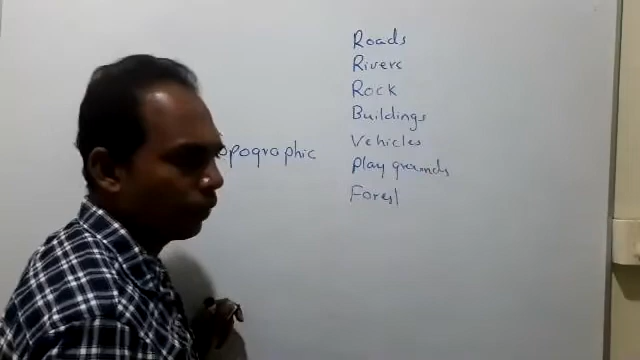 Roads
Rivers
Rock
Buildings
Vehicles
opographic
Play grounds
Forest